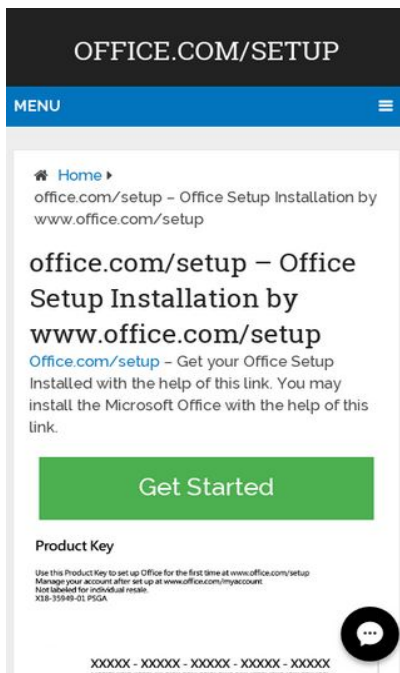 OFFICE.COM/SETUP
MENU
Home
office.com/setup – Office Setup Installation by
www.office.com/setup
office.com/setup – Office
Setup Installation by
www.office.com/setup
Office.com/setup – Get your Office Setup
Installed with the help of this link. You may
install the Microsoft Office with the help of this
link.
Get Started
Product Key
Use this Product Key to set up Office for the first time at www.office.com/setup
Manage your account after set up at www.office.com/myaccount
Not labeled for individual resale.
X18-35949-01 PSGA
XXXXX - XXXXX - XXXXX - XXXXX - XXXXX